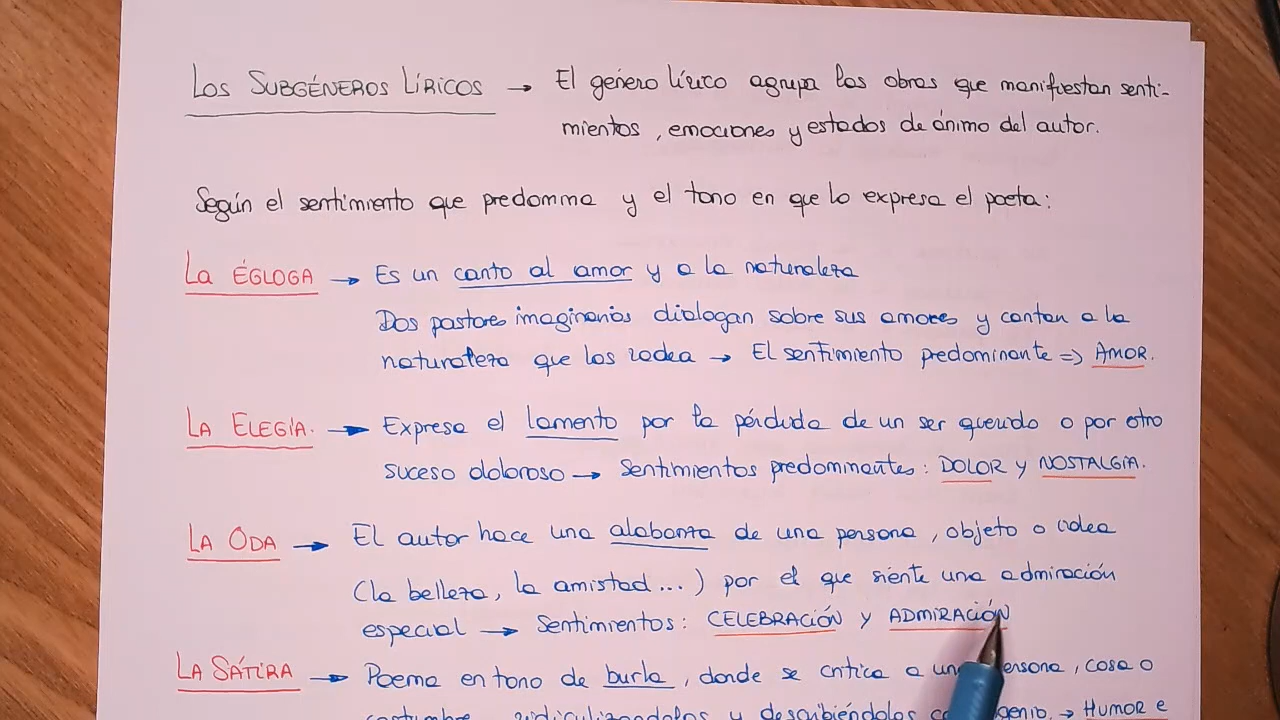 LOS SUBGÉNEROS LÍRICOS → El género lírico agrupa las obras que manifiestan senti-
mientos, emociones y estados de ánimo del autor.
Según el sentimiento que predomina y el tono en que lo expresa el poeta:
La ÉGLOGA → Es un canto al amor y a la naturaleza
Dos pastores imaginarios dialogan sobre sus amores y cantan a la
naturaleza que los rodea → El sentimiento predominante => AMOR.
LA ELEGÍA. → Expresa el lamento por la pérdida de un ser querido o por otro
suceso doloroso → Sentimientos predominantes: DOLOR y NOSTALGIA.
LA ODA → El autor hace una alabanza de una persona, objeto o idea
(la belleza, la amistad...) por el que siente una admiración
especial → Sentimientos: CELEBRACIÓN y ADMIRACIÓN
LA SÁTIRA → Poema en tono de burla, donde se critica a una persona, cosa o
costumbre ridiculizándolos y describiéndolos con ingenio. → HUMOR e